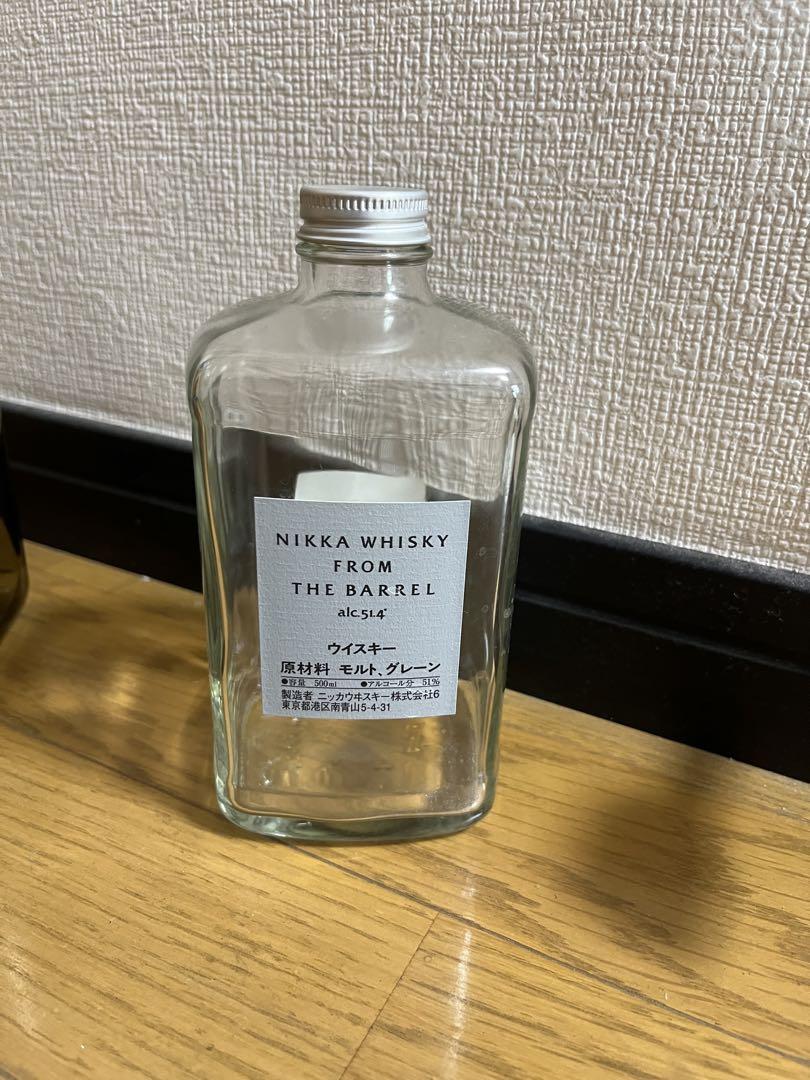 NIKKA WHISKY
FROM
THE BARREL
alc.51.4°
ウイスキー
原材料 モルト、グレーン
●容量 500ml ●アルコール分 51%
製造者 ニッカウヰスキー株式会社6
東京都港区南青山5-4-31